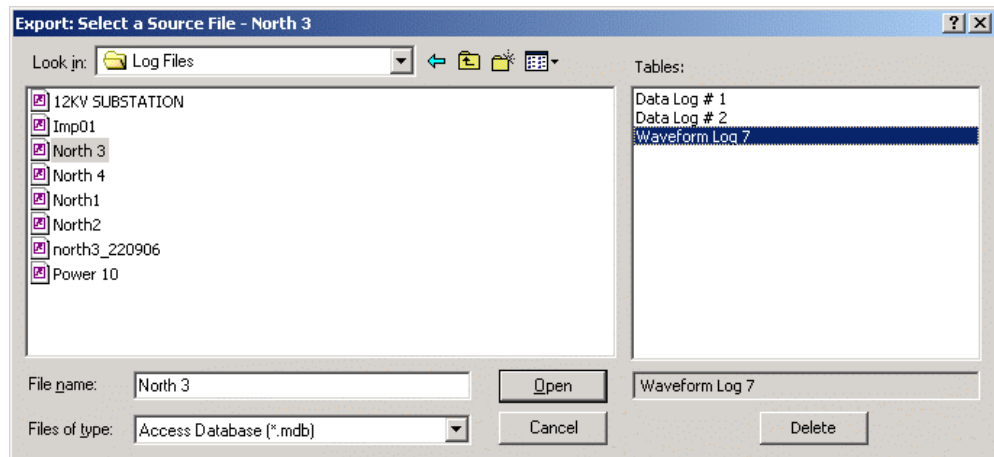 Export: Select a Source File - North 3
Look in: Log Files
Tables:
12KV SUBSTATION
Imp01
North 3
North 4
North1
North2
north3_220906
Power 10
Data Log # 1
Data Log # 2
Waveform Log 7
File name: North 3
Open
Waveform Log 7
Files of type: Access Database (*.mdb)
Cancel
Delete